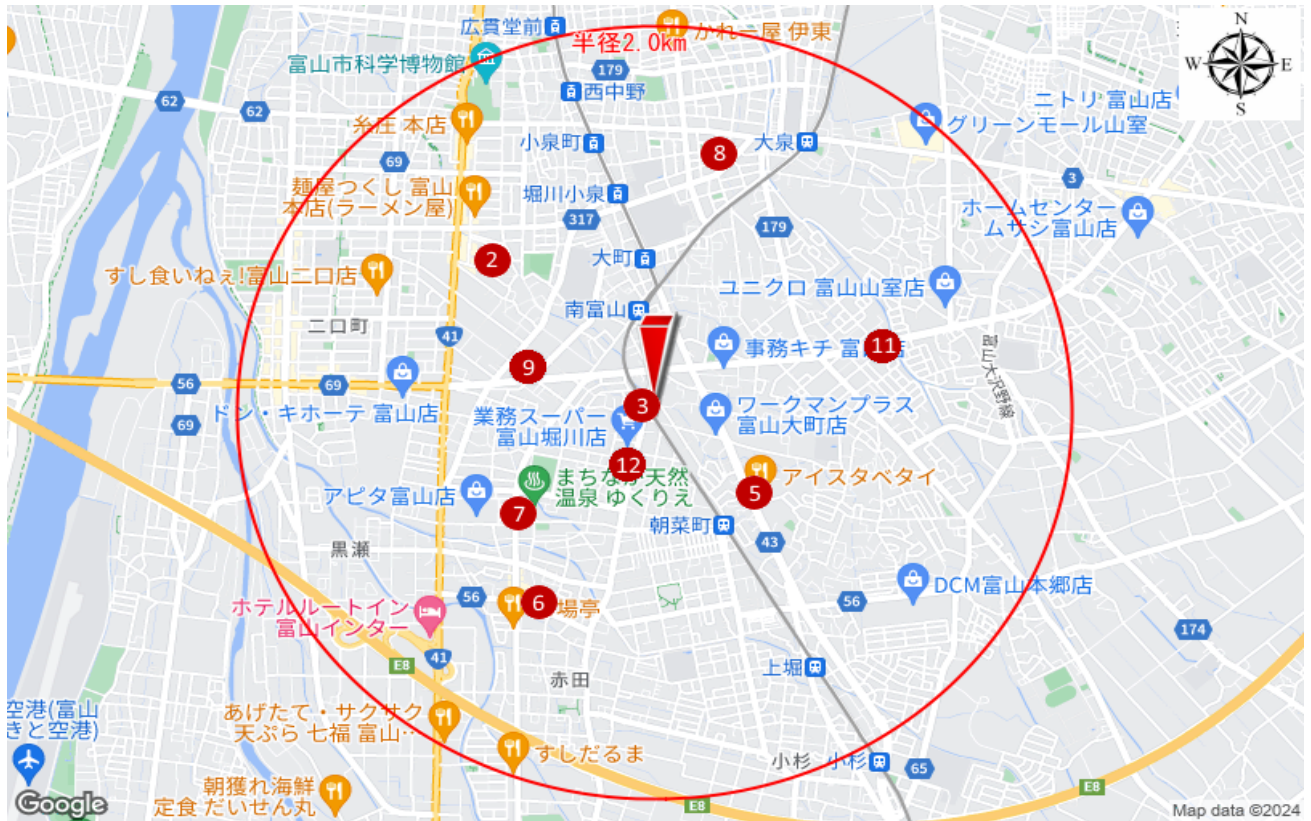 広貫堂前
半径2.0km
かれー屋 伊東
N
W
E
S
富山市科学博物館
179
西中野
62
62
ニトリ 富山店
グリーンモール山室
糸庄 本店
小泉町
8
大泉
69
3
麺屋つくし 富山
本店(ラーメン屋)
堀川小泉
317
179
ホームセンター
ムサシ富山店
2
大町
すし食いねぇ!富山二口店
ユニクロ 富山山室店
南富山
二口町
41
事務キチ 富
店
11
富山大沢野線
9
56
69
ドン・キホーテ 富山店
3
業務スーパー
富山堀川店
ワークマンプラス
富山大町店
69
12
まちなか天然
温泉 ゆくりえ
アイスタベタイ
5
アピタ富山店
7
朝菜町
43
黒瀬
DCM富山本郷店
ホテルルートイン
富山インター
56
6
場亭
56
174
41
E8
赤田
上堀
空港(富山
きと空港)
あげたて・サクサク
天ぷら 七福 富山…
すしだるま
小杉
小杉
65
朝獲れ海鮮
定食 だいせん丸
E8
E8
Google
Map data ©2024